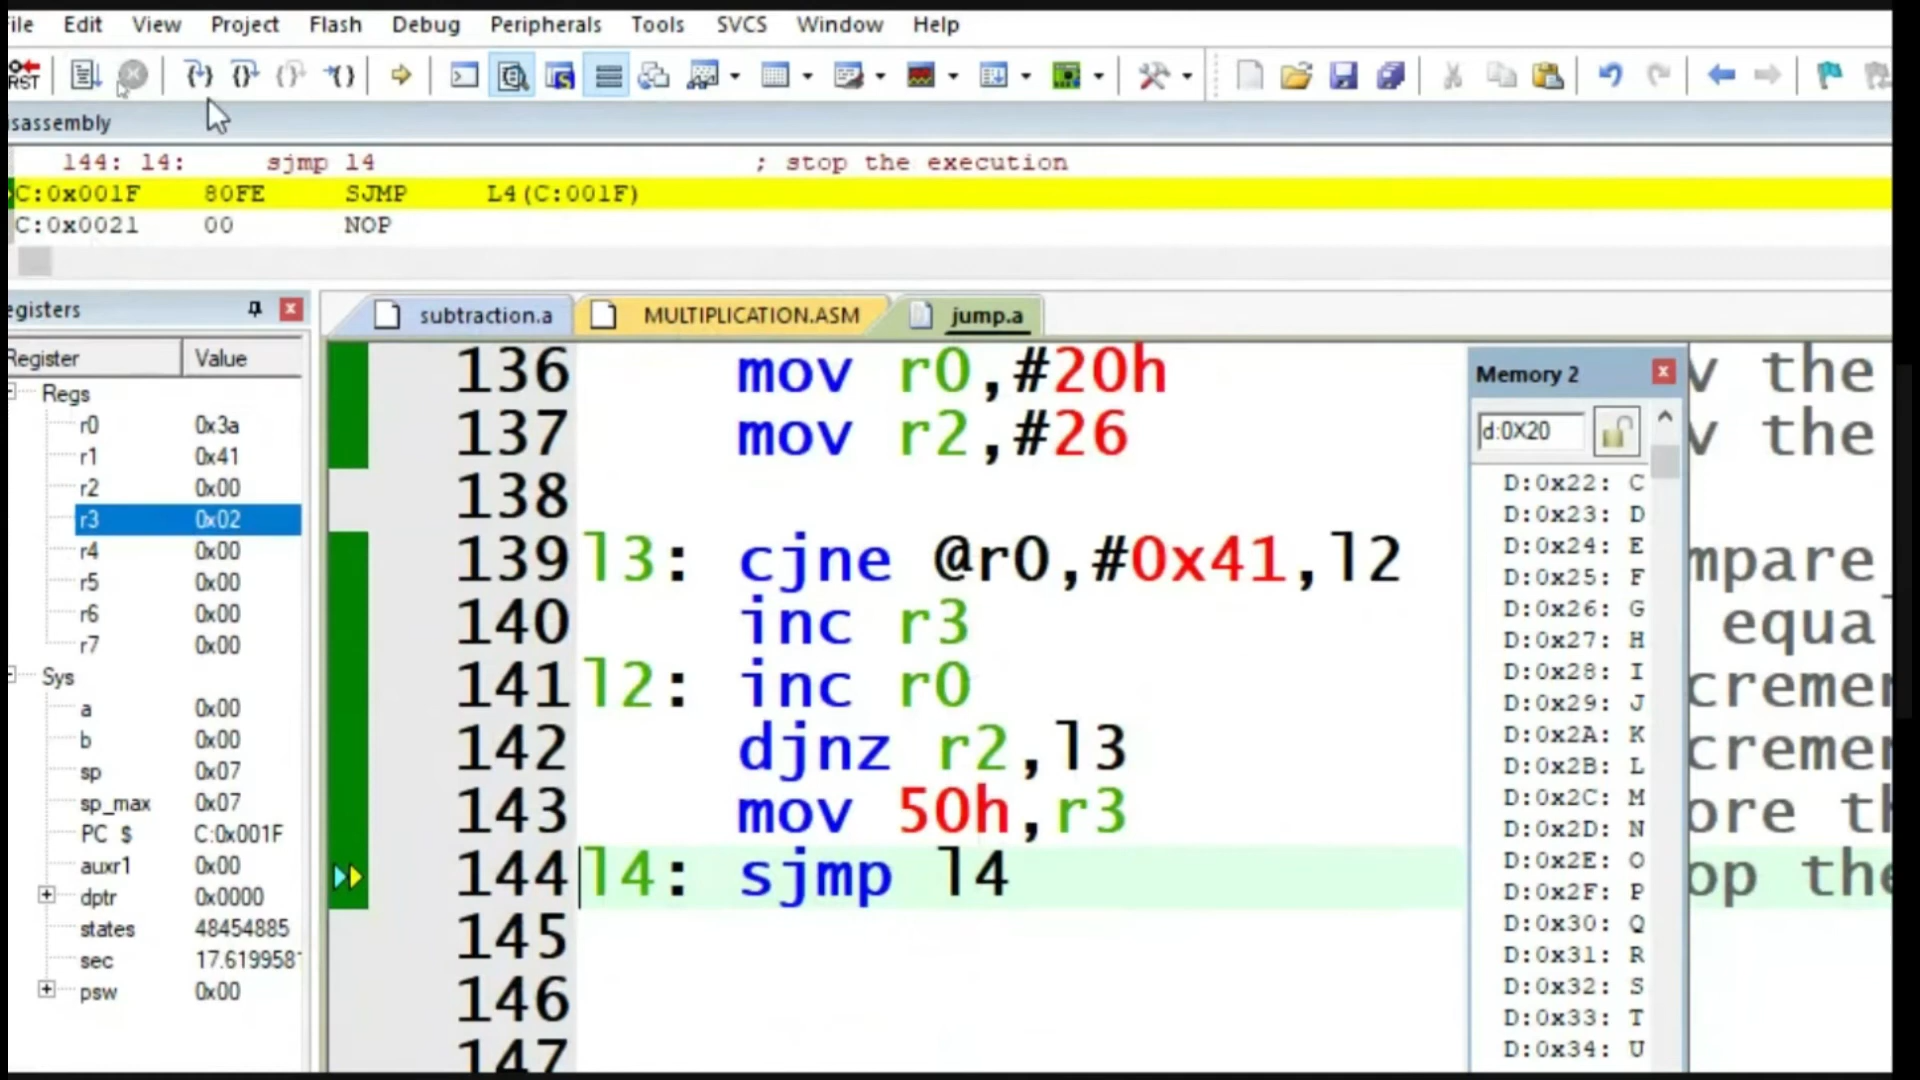 ile Edit View Project Flash Debug Peripherals Tools SVCS Window Help
RST
isassembly
144: l4: sjmp l4 ; stop the execution
C:0x001F 80FE SJMP L4(C:001F)
C:0x0021 00 NOP
egisters
Register Value
Regs
r0 0x3a
r1 0x41
r2 0x00
r3 0x02
r4 0x00
r5 0x00
r6 0x00
r7 0x00
Sys
a 0x00
b 0x00
sp 0x07
sp_max 0x07
PC $ C:0x001F
auxr1 0x00
dptr 0x0000
states 48454885
sec 17.6199581
psw 0x00
subtraction.a MULTIPLICATION.ASM jump.a
136 mov r0,#20h
137 mov r2,#26
138
139 l3: cjne @r0,#0x41,l2
140 inc r3
141 l2: inc r0
142 djnz r2,l3
143 mov 50h,r3
144 l4: sjmp l4
145
146
147
Memory 2
d:0X20
D:0x22: C
D:0x23: D
D:0x24: E
D:0x25: F
D:0x26: G
D:0x27: H
D:0x28: I
D:0x29: J
D:0x2A: K
D:0x2B: L
D:0x2C: M
D:0x2D: N
D:0x2E: O
D:0x2F: P
D:0x30: Q
D:0x31: R
D:0x32: S
D:0x33: T
D:0x34: U
v the
v the
mpare
equa
cremen
cremen
ore th
op the